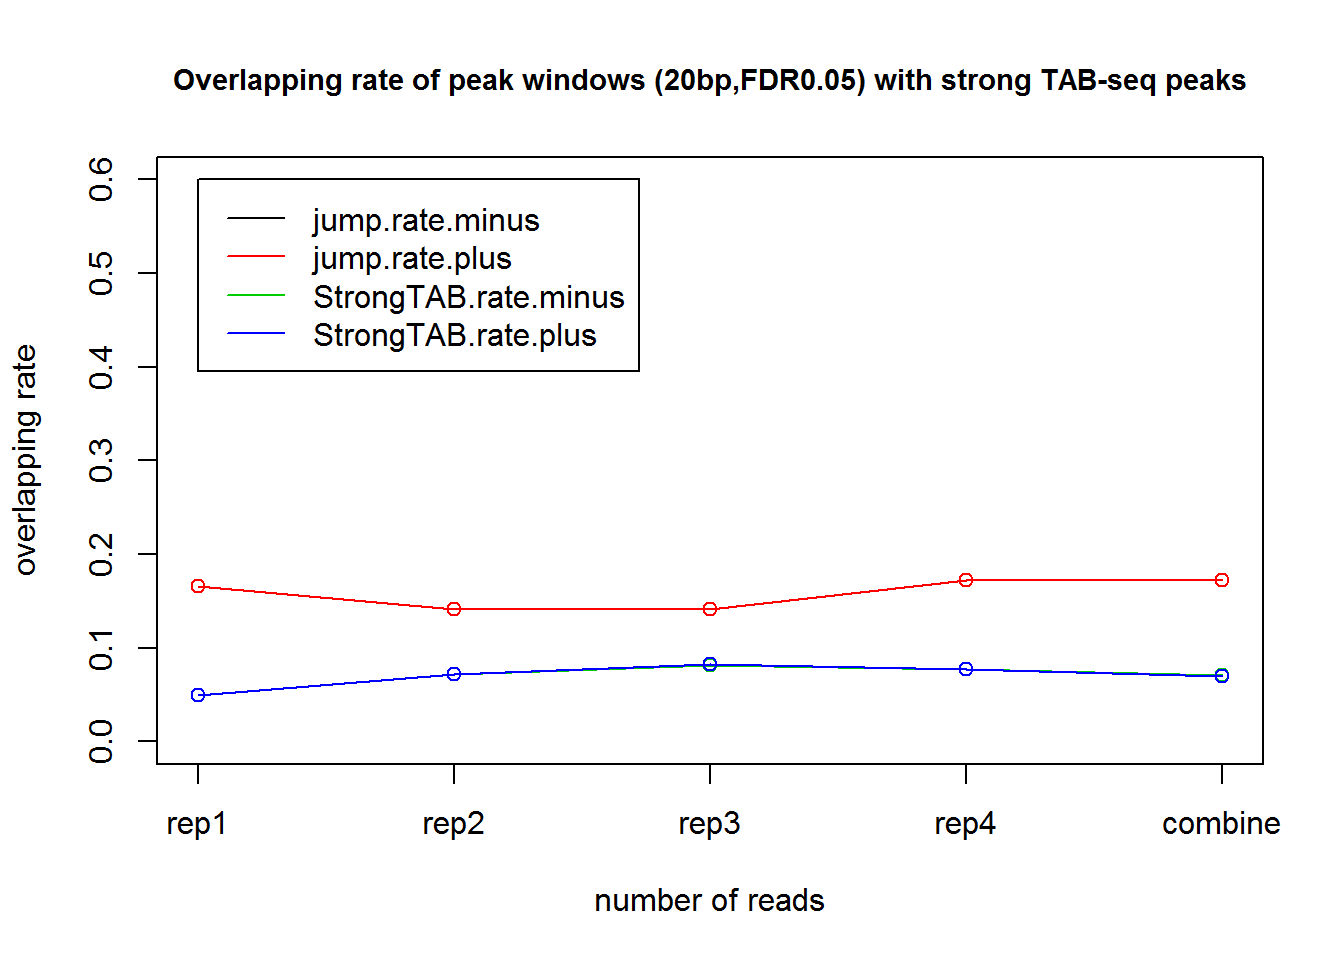 Overlapping rate of peak windows (20bp,FDR0.05) with strong TAB-seq peaks
0.6
0.5
0.4
0.3
0.2
0.1
0.0
overlapping rate
jump.rate.minus
jump.rate.plus
StrongTAB.rate.minus
StrongTAB.rate.plus
rep1 rep2 rep3 rep4 combine
number of reads